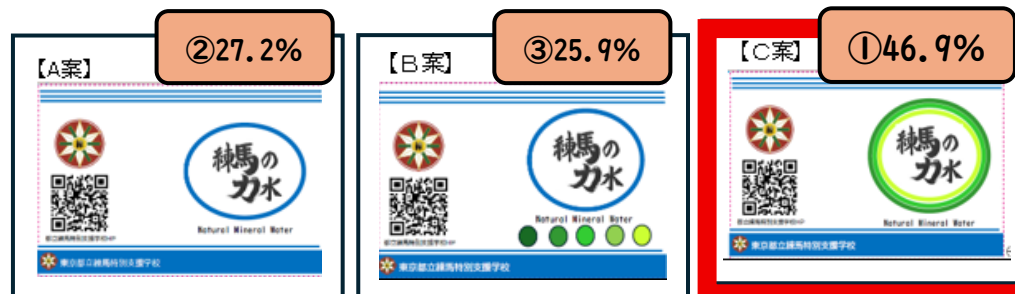 ②27.2%
【A案】
練馬の
力水
Natural Mineral Water
東京都立練馬特別支援学校
③25.9%
【B案】
練馬の
力水
Natural Mineral Water
東京都立練馬特別支援学校
①46.9%
【C案】
練馬の
力水
Natural Mineral Water
東京都立練馬特別支援学校